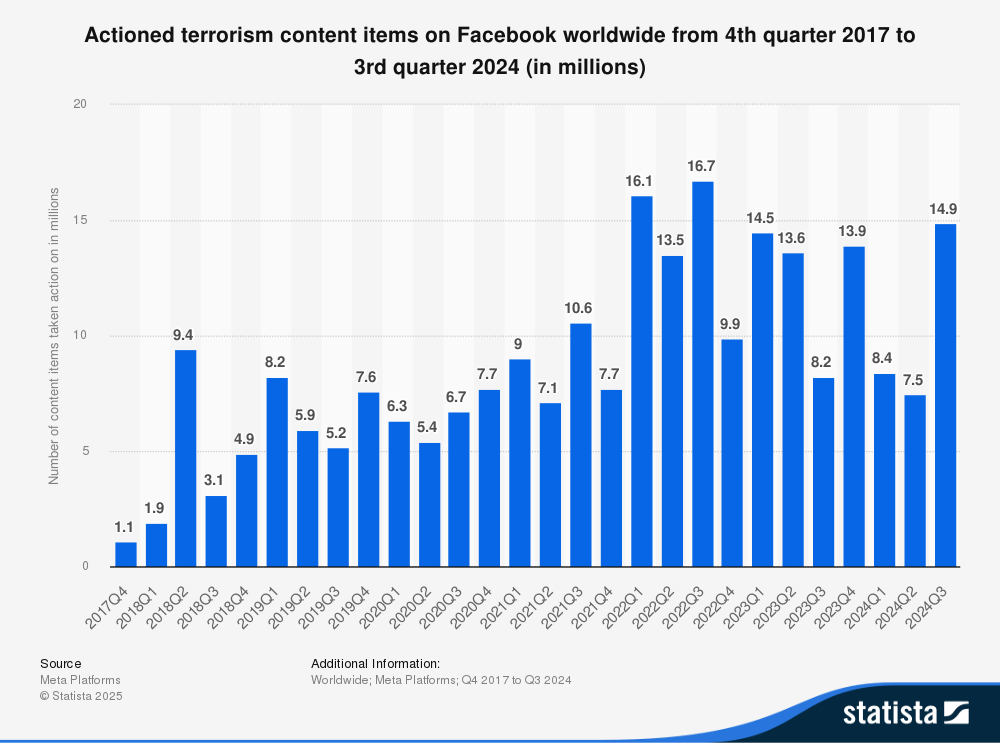 Actioned terrorism content items on Facebook worldwide from 4th quarter 2017 to
3rd quarter 2024 (in millions)
Number of content items taken action on in millions
20
15
10
5
0
1.1
1.9
9.4
3.1
4.9
8.2
5.9
5.2
7.6
6.3
5.4
6.7
7.7
9
7.1
10.6
7.7
16.1
13.5
16.7
9.9
14.5
13.6
8.2
13.9
8.4
7.5
14.9
2017Q4
2018Q1
2018Q2
2018Q3
2018Q4
2019Q1
2019Q2
2019Q3
2019Q4
2020Q1
2020Q2
2020Q3
2020Q4
2021Q1
2021Q2
2021Q3
2021Q4
2022Q1
2022Q2
2022Q3
2022Q4
2023Q1
2023Q2
2023Q3
2023Q4
2024Q1
2024Q2
2024Q3
Source
Meta Platforms
© Statista 2025
Additional Information:
Worldwide; Meta Platforms; Q4 2017 to Q3 2024
statista